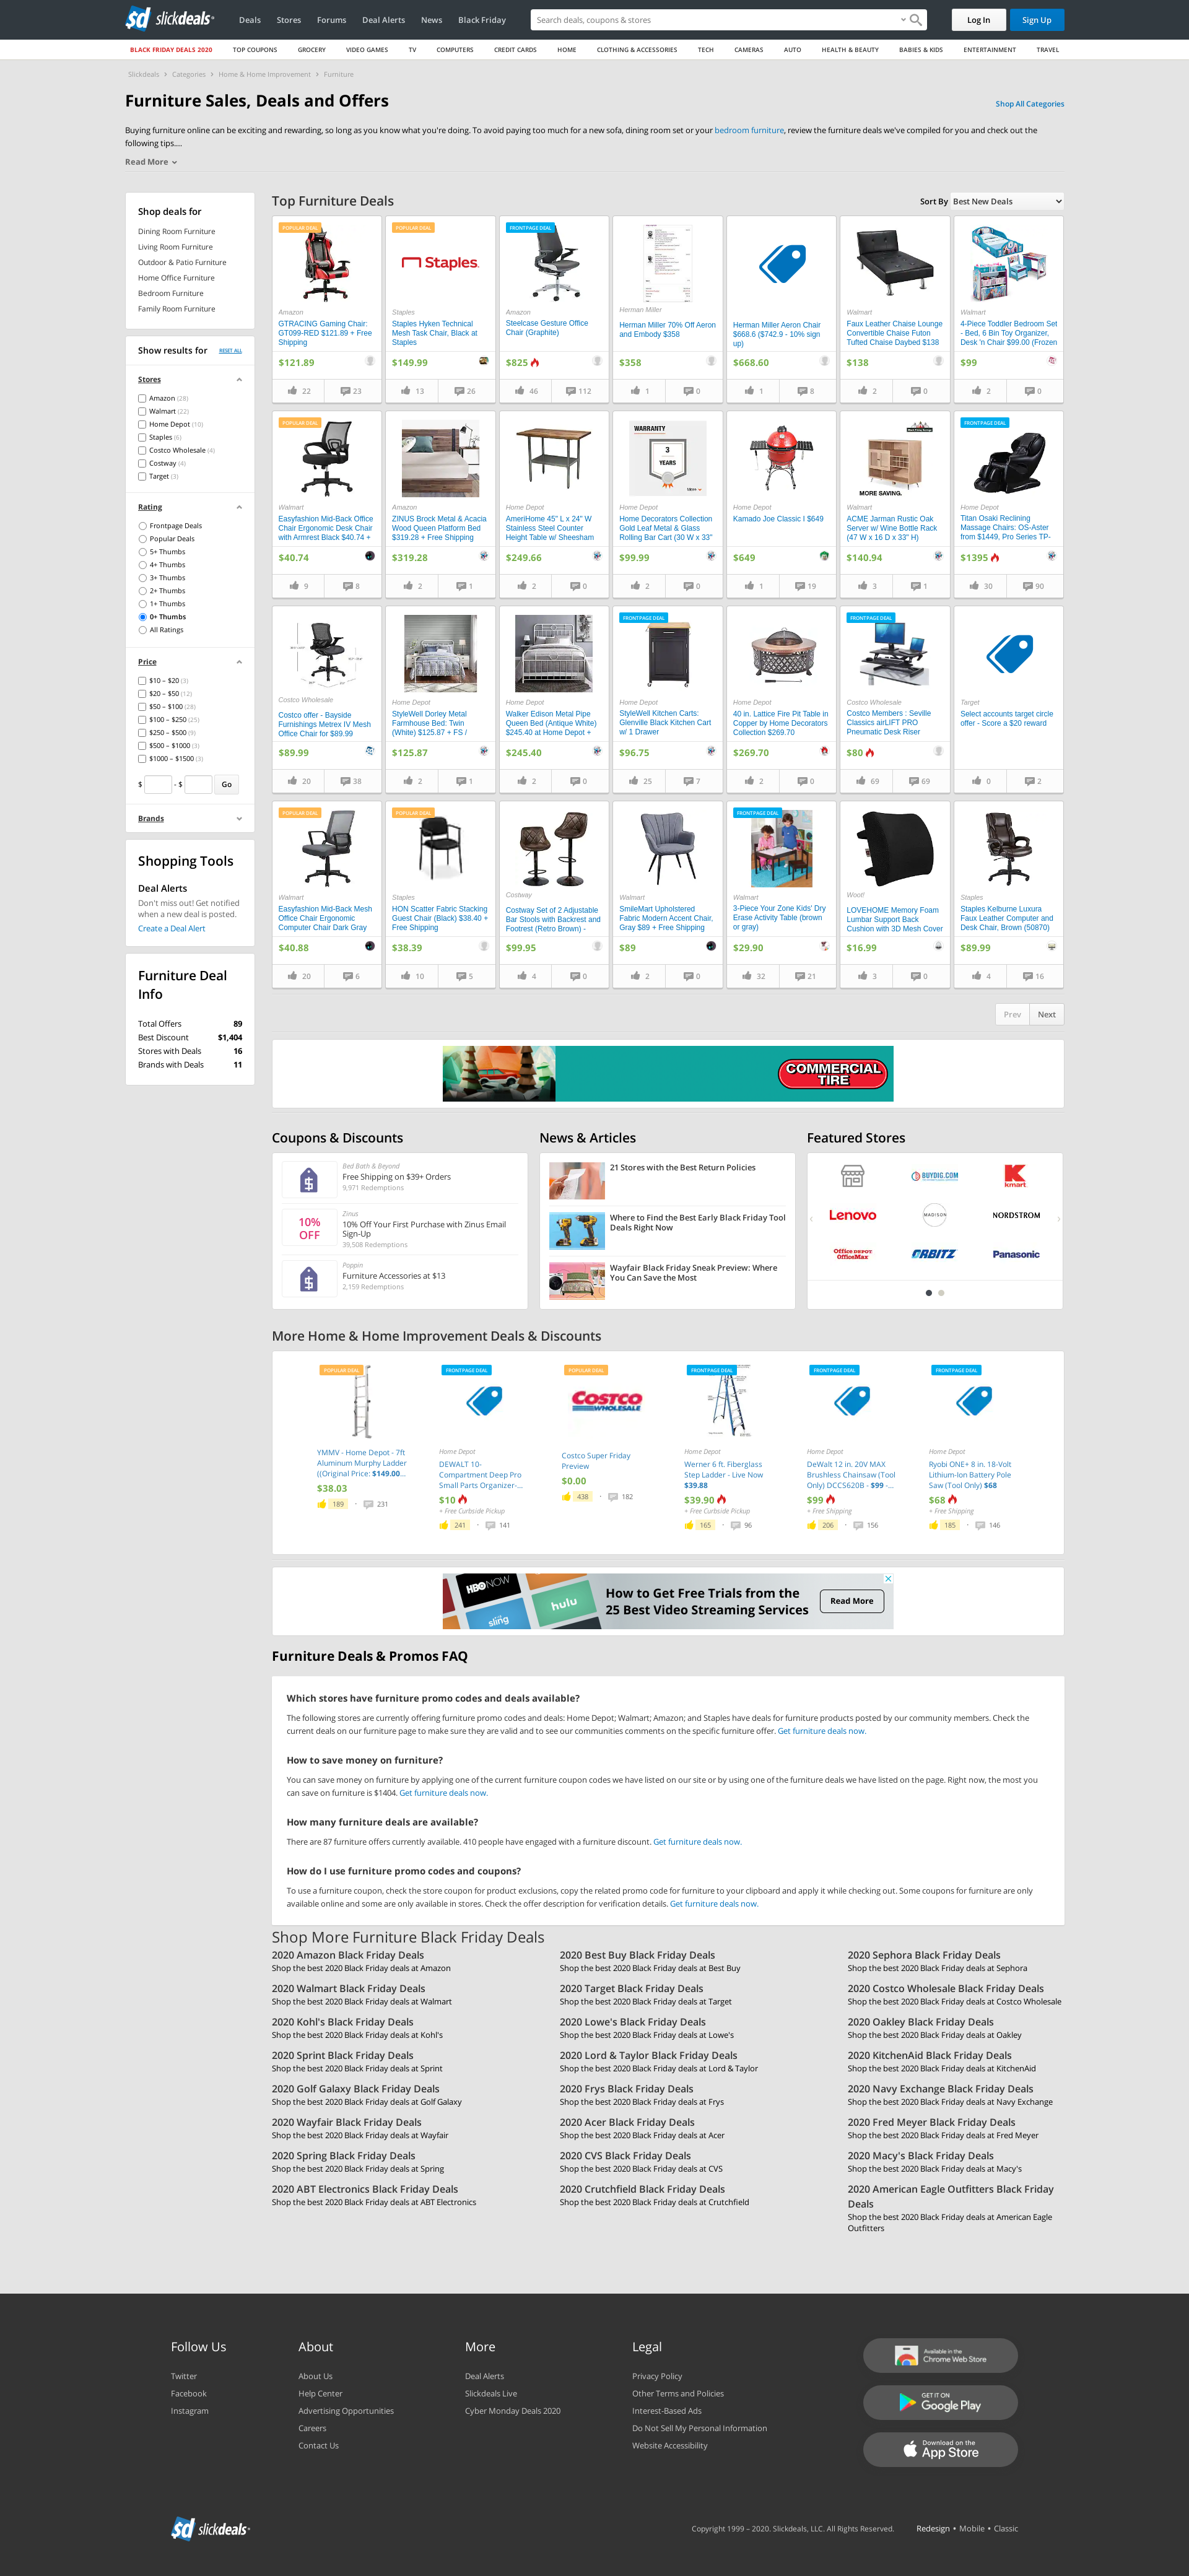 slickdeals
Deals Stores Forums Deal Alerts News Black Friday
Search deals, coupons & stores
Log In
Sign Up
BLACK FRIDAY DEALS 2020 TOP COUPONS GROCERY VIDEO GAMES TV COMPUTERS CREDIT CARDS HOME CLOTHING & ACCESSORIES TECH CAMERAS AUTO HEALTH & BEAUTY BABIES & KIDS ENTERTAINMENT TRAVEL
Slickdeals > Categories > Home & Home Improvement > Furniture
Furniture Sales, Deals and Offers
Shop All Categories
Buying furniture online can be exciting and rewarding, so long as you know what you're doing. To avoid paying too much for a new sofa, dining room set or your bedroom furniture, review the furniture deals we've compiled for you and check out the
following tips....
Read More
Shop deals for
Dining Room Furniture
Living Room Furniture
Outdoor & Patio Furniture
Home Office Furniture
Bedroom Furniture
Family Room Furniture
Show results for
RESET ALL
Stores
Amazon (28)
Walmart (22)
Home Depot (10)
Staples (6)
Costco Wholesale (4)
Costway (4)
Target (3)
Rating
Frontpage Deals
Popular Deals
5+ Thumbs
4+ Thumbs
3+ Thumbs
2+ Thumbs
1+ Thumbs
0+ Thumbs
All Ratings
Price
$10 – $20 (3)
$20 – $50 (12)
$50 – $100 (28)
$100 – $250 (25)
$250 – $500 (9)
$500 – $1000 (3)
$1000 – $1500 (3)
$ - $ Go
Brands
Shopping Tools
Deal Alerts
Don't miss out! Get notified
when a new deal is posted.
Create a Deal Alert
Furniture Deal
Info
Total Offers 89
Best Discount $1,404
Stores with Deals 16
Brands with Deals 11
Top Furniture Deals
Sort By Best New Deals
POPULAR DEAL
Amazon
GTRACING Gaming Chair:
GT099-RED $121.89 + Free
Shipping
$121.89
22 23
POPULAR DEAL
Staples
Staples
Staples Hyken Technical
Mesh Task Chair, Black at
Staples
$149.99
13 26
FRONTPAGE DEAL
Amazon
Steelcase Gesture Office
Chair (Graphite)
$825
46 112
Herman Miller
Herman Miller 70% Off Aeron
and Embody $358
$358
1 0
Herman Miller Aeron Chair
$668.6 ($742.9 - 10% sign
up)
$668.60
1 8
Walmart
Faux Leather Chaise Lounge
Convertible Chaise Futon
Tufted Chaise Daybed $138
$138
2 0
Walmart
4-Piece Toddler Bedroom Set
- Bed, 6 Bin Toy Organizer,
Desk 'n Chair $99.00 (Frozen
$99
2 0
POPULAR DEAL
Walmart
Easyfashion Mid-Back Office
Chair Ergonomic Desk Chair
with Armrest Black $40.74 +
$40.74
9 8
Amazon
ZINUS Brock Metal & Acacia
Wood Queen Platform Bed
$319.28 + Free Shipping
$319.28
2 1
Home Depot
AmeriHome 45" L x 24" W
Stainless Steel Counter
Height Table w/ Sheesham
$249.66
2 0
WARRANTY
3
YEARS
Home Depot
Home Decorators Collection
Gold Leaf Metal & Glass
Rolling Bar Cart (30 W x 33"
$99.99
2 0
Home Depot
Kamado Joe Classic I $649
$649
1 19
MORE SAVING.
Walmart
ACME Jarman Rustic Oak
Server w/ Wine Bottle Rack
(47 W x 16 D x 33" H)
$140.94
3 1
FRONTPAGE DEAL
Home Depot
Titan Osaki Reclining
Massage Chairs: OS-Aster
from $1449, Pro Series TP-
$1395
30 90
Costco Wholesale
Costco offer - Bayside
Furnishings Metrex IV Mesh
Office Chair for $89.99
$89.99
20 38
Home Depot
StyleWell Dorley Metal
Farmhouse Bed: Twin
(White) $125.87 + FS /
$125.87
2 1
Home Depot
Walker Edison Metal Pipe
Queen Bed (Antique White)
$245.40 at Home Depot +
$245.40
2 0
FRONTPAGE DEAL
Home Depot
StyleWell Kitchen Carts:
Glenville Black Kitchen Cart
w/ 1 Drawer
$96.75
25 7
Home Depot
40 in. Lattice Fire Pit Table in
Copper by Home Decorators
Collection $269.70
$269.70
2 0
FRONTPAGE DEAL
Costco Wholesale
Costco Members : Seville
Classics airLIFT PRO
Pneumatic Desk Riser
$80
69 69
Target
Select accounts target circle
offer - Score a $20 reward
0 2
POPULAR DEAL
Walmart
Easyfashion Mid-Back Mesh
Office Chair Ergonomic
Computer Chair Dark Gray
$40.88
20 6
POPULAR DEAL
Staples
HON Scatter Fabric Stacking
Guest Chair (Black) $38.40 +
Free Shipping
$38.39
10 5
Costway
Costway Set of 2 Adjustable
Bar Stools with Backrest and
Footrest (Retro Brown) -
$99.95
4 0
Walmart
SmileMart Upholstered
Fabric Modern Accent Chair,
Gray $89 + Free Shipping
$89
2 0
FRONTPAGE DEAL
Walmart
3-Piece Your Zone Kids' Dry
Erase Activity Table (brown
or gray)
$29.90
32 21
Woot!
LOVEHOME Memory Foam
Lumbar Support Back
Cushion with 3D Mesh Cover
$16.99
3 0
Staples
Staples Kelburne Luxura
Faux Leather Computer and
Desk Chair, Brown (50870)
$89.99
4 16
Prev Next
COMMERCIAL
TIRE
Coupons & Discounts
Bed Bath & Beyond
Free Shipping on $39+ Orders
9,971 Redemptions
10%
OFF
Zinus
10% Off Your First Purchase with Zinus Email
Sign-Up
39,508 Redemptions
Poppin
Furniture Accessories at $13
2,159 Redemptions
News & Articles
21 Stores with the Best Return Policies
Where to Find the Best Early Black Friday Tool
Deals Right Now
Wayfair Black Friday Sneak Preview: Where
You Can Save the Most
Featured Stores
BUYDIG.COM
kmart
Lenovo
MADISON
NORDSTROM
Office DEPOT
OfficeMax
ORBITZ
Panasonic
More Home & Home Improvement Deals & Discounts
POPULAR DEAL
YMMV - Home Depot - 7ft
Aluminum Murphy Ladder
((Original Price: $149.00...
$38.03
189 • 231
FRONTPAGE DEAL
Home Depot
DEWALT 10-
Compartment Deep Pro
Small Parts Organizer-...
$10
+ Free Curbside Pickup
241 • 141
POPULAR DEAL
COSTCO
WHOLESALE
Costco Super Friday
Preview
$0.00
438 • 182
FRONTPAGE DEAL
Home Depot
Werner 6 ft. Fiberglass
Step Ladder - Live Now
$39.88
$39.90
+ Free Curbside Pickup
165 • 96
FRONTPAGE DEAL
Home Depot
DeWalt 12 in. 20V MAX
Brushless Chainsaw (Tool
Only) DCCS620B - $99 -...
$99
+ Free Shipping
206 • 156
FRONTPAGE DEAL
Home Depot
Ryobi ONE+ 8 in. 18-Volt
Lithium-Ion Battery Pole
Saw (Tool Only) $68
$68
+ Free Shipping
185 • 146
HBO NOW
sling
hulu
How to Get Free Trials from the
25 Best Video Streaming Services
Read More
Furniture Deals & Promos FAQ
Which stores have furniture promo codes and deals available?
The following stores are currently offering furniture promo codes and deals: Home Depot; Walmart; Amazon; and Staples have deals for furniture products posted by our community members. Check the
current deals on our furniture page to make sure they are valid and to see our communities comments on the specific furniture offer. Get furniture deals now.
How to save money on furniture?
You can save money on furniture by applying one of the current furniture coupon codes we have listed on our site or by using one of the furniture deals we have listed on the page. Right now, the most you
can save on furniture is $1404. Get furniture deals now.
How many furniture deals are available?
There are 87 furniture offers currently available. 410 people have engaged with a furniture discount. Get furniture deals now.
How do I use furniture promo codes and coupons?
To use a furniture coupon, check the store coupon for product exclusions, copy the related promo code for furniture to your clipboard and apply it while checking out. Some coupons for furniture are only
available online and some are only available in stores. Check the offer description for verification details. Get furniture deals now.
Shop More Furniture Black Friday Deals
2020 Amazon Black Friday Deals
Shop the best 2020 Black Friday deals at Amazon
2020 Best Buy Black Friday Deals
Shop the best 2020 Black Friday deals at Best Buy
2020 Sephora Black Friday Deals
Shop the best 2020 Black Friday deals at Sephora
2020 Walmart Black Friday Deals
Shop the best 2020 Black Friday deals at Walmart
2020 Target Black Friday Deals
Shop the best 2020 Black Friday deals at Target
2020 Costco Wholesale Black Friday Deals
Shop the best 2020 Black Friday deals at Costco Wholesale
2020 Kohl's Black Friday Deals
Shop the best 2020 Black Friday deals at Kohl's
2020 Lowe's Black Friday Deals
Shop the best 2020 Black Friday deals at Lowe's
2020 Oakley Black Friday Deals
Shop the best 2020 Black Friday deals at Oakley
2020 Sprint Black Friday Deals
Shop the best 2020 Black Friday deals at Sprint
2020 Lord & Taylor Black Friday Deals
Shop the best 2020 Black Friday deals at Lord & Taylor
2020 KitchenAid Black Friday Deals
Shop the best 2020 Black Friday deals at KitchenAid
2020 Golf Galaxy Black Friday Deals
Shop the best 2020 Black Friday deals at Golf Galaxy
2020 Frys Black Friday Deals
Shop the best 2020 Black Friday deals at Frys
2020 Navy Exchange Black Friday Deals
Shop the best 2020 Black Friday deals at Navy Exchange
2020 Wayfair Black Friday Deals
Shop the best 2020 Black Friday deals at Wayfair
2020 Acer Black Friday Deals
Shop the best 2020 Black Friday deals at Acer
2020 Fred Meyer Black Friday Deals
Shop the best 2020 Black Friday deals at Fred Meyer
2020 Spring Black Friday Deals
Shop the best 2020 Black Friday deals at Spring
2020 CVS Black Friday Deals
Shop the best 2020 Black Friday deals at CVS
2020 Macy's Black Friday Deals
Shop the best 2020 Black Friday deals at Macy's
2020 ABT Electronics Black Friday Deals
Shop the best 2020 Black Friday deals at ABT Electronics
2020 Crutchfield Black Friday Deals
Shop the best 2020 Black Friday deals at Crutchfield
2020 American Eagle Outfitters Black Friday
Deals
Shop the best 2020 Black Friday deals at American Eagle
Outfitters
Follow Us
Twitter
Facebook
Instagram
About
About Us
Help Center
Advertising Opportunities
Careers
Contact Us
More
Deal Alerts
Slickdeals Live
Cyber Monday Deals 2020
Legal
Privacy Policy
Other Terms and Policies
Interest-Based Ads
Do Not Sell My Personal Information
Website Accessibility
Available in the
Chrome Web Store
GET IT ON
Google Play
Download on the
App Store
slickdeals
Copyright 1999 – 2020. Slickdeals, LLC. All Rights Reserved.
Redesign • Mobile • Classic